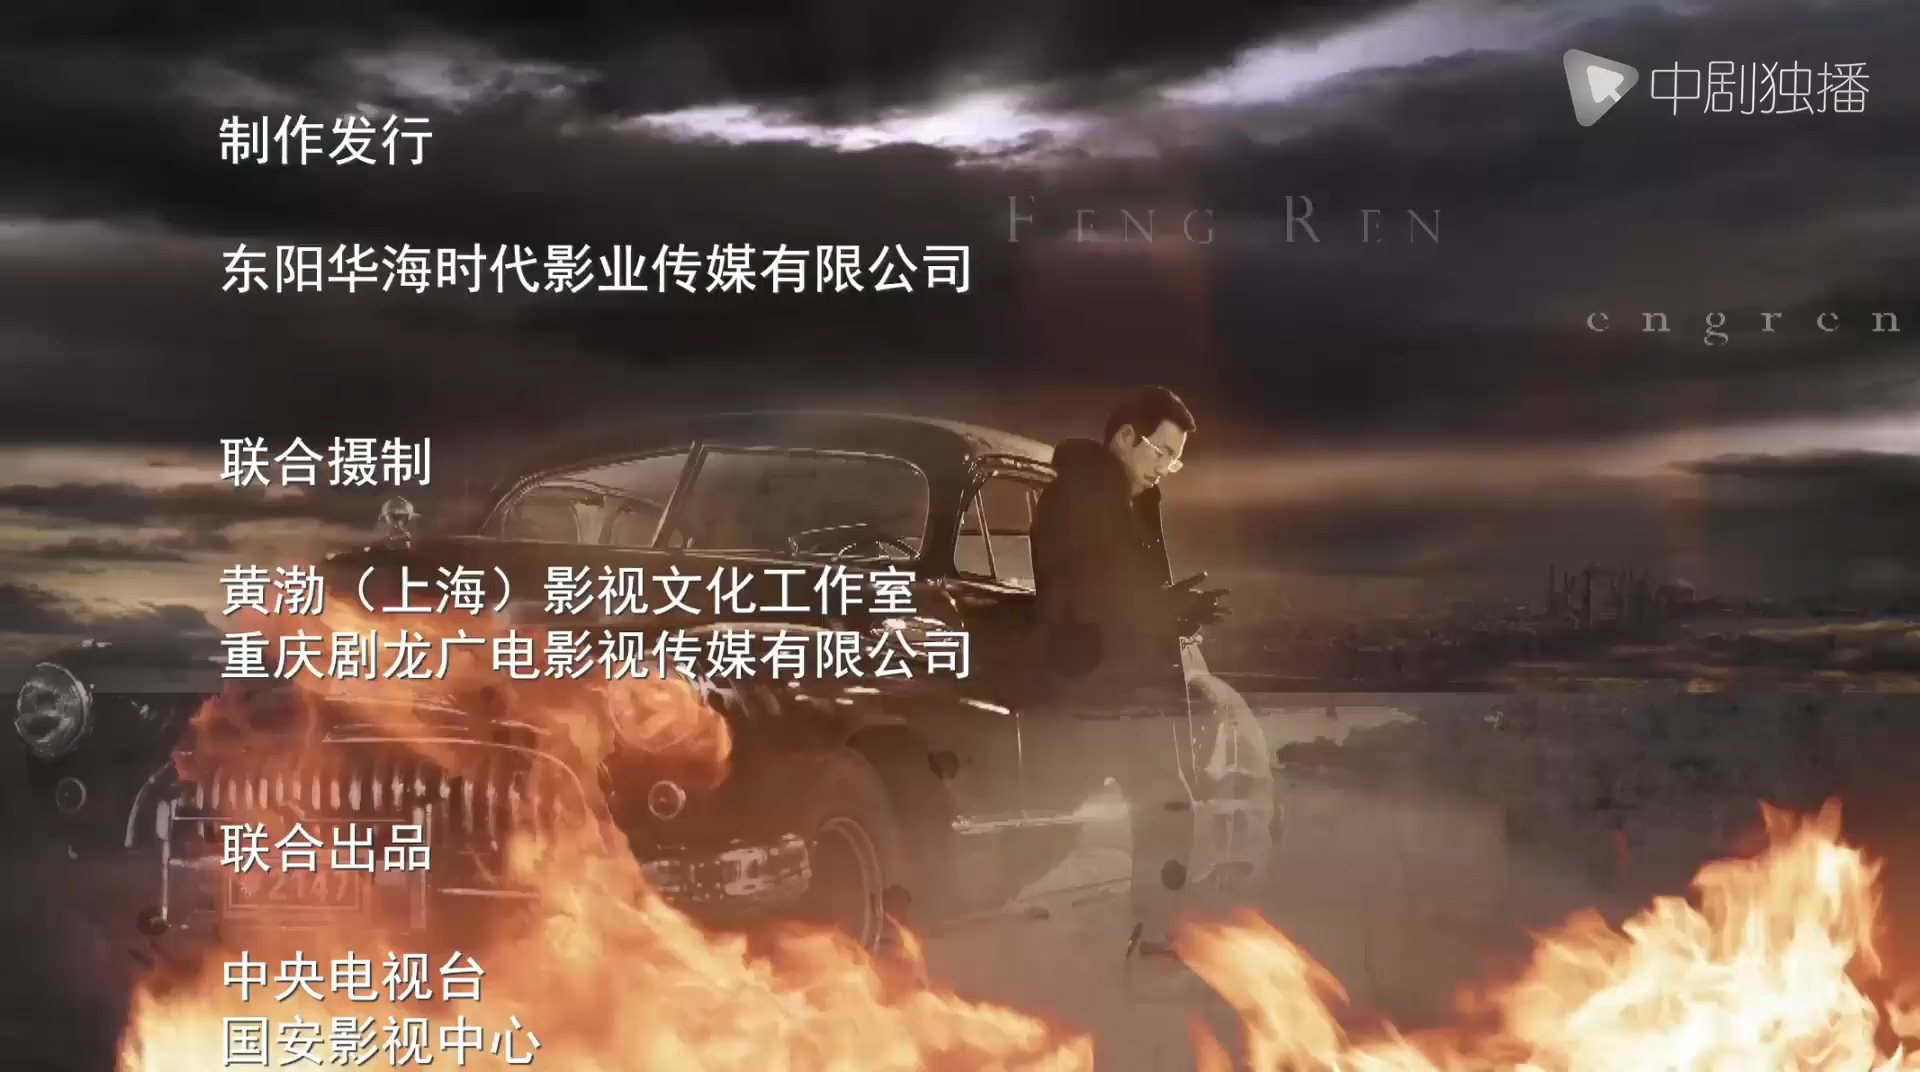 中剧独播
制作发行
FENG REN
东阳华海时代影业传媒有限公司
engren
联合摄制
黄渤（上海）影视文化工作室
重庆剧龙广电影视传媒有限公司
联合出品
2147
中央电视台
国安影视中心